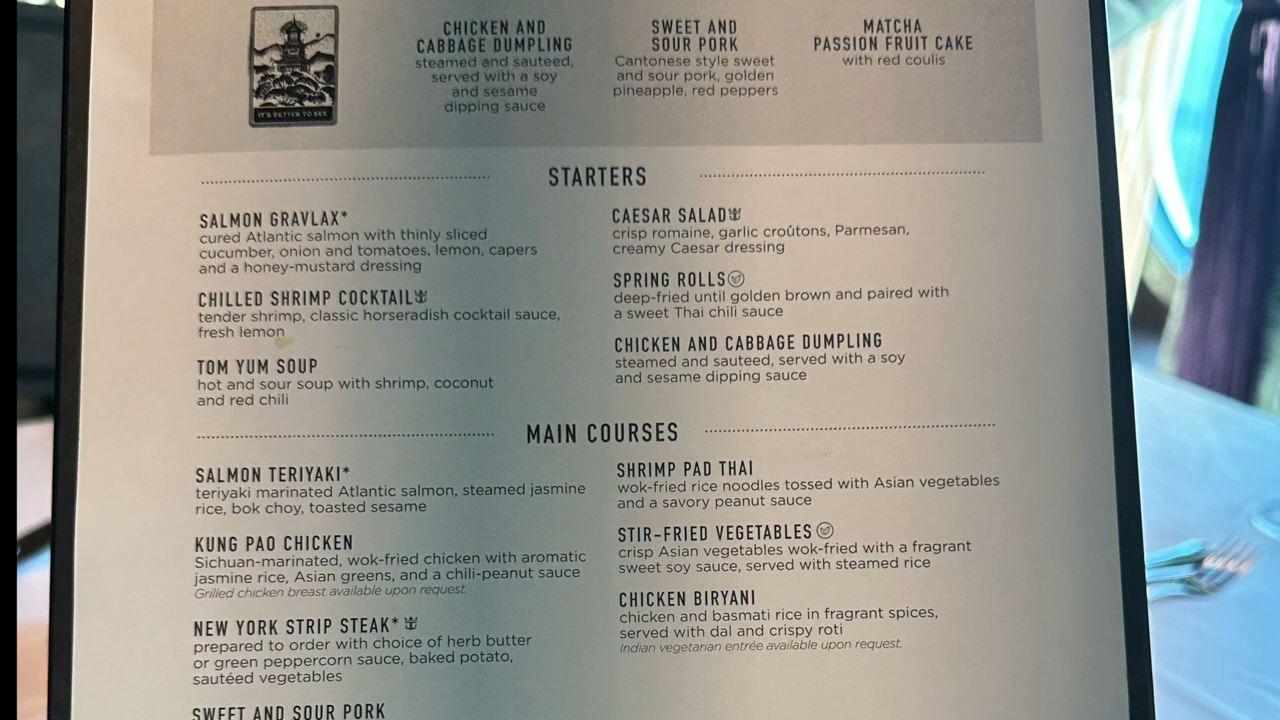 IT'S BETTER TO SEE
CHICKEN AND
CABBAGE DUMPLING
steamed and sauteed,
served with a soy
and sesame
dipping sauce
SWEET AND
SOUR PORK
Cantonese style sweet
and sour pork, golden
pineapple, red peppers
MATCHA
PASSION FRUIT CAKE
with red coulis
STARTERS
SALMON GRAVLAX*
cured Atlantic salmon with thinly sliced
cucumber, onion and tomatoes, lemon, capers
and a honey-mustard dressing
CHILLED SHRIMP COCKTAIL
tender shrimp, classic horseradish cocktail sauce,
fresh lemon
TOM YUM SOUP
hot and sour soup with shrimp, coconut
and red chili
CAESAR SALAD
crisp romaine, garlic croûtons, Parmesan,
creamy Caesar dressing
SPRING ROLLS
deep-fried until golden brown and paired with
a sweet Thai chili sauce
CHICKEN AND CABBAGE DUMPLING
steamed and sauteed, served with a soy
and sesame dipping sauce
MAIN COURSES
SALMON TERIYAKI*
teriyaki marinated Atlantic salmon, steamed jasmine
rice, bok choy, toasted sesame
KUNG PAO CHICKEN
Sichuan-marinated, wok-fried chicken with aromatic
jasmine rice, Asian greens, and a chili-peanut sauce
Grilled chicken breast available upon request.
NEW YORK STRIP STEAK*
prepared to order with choice of herb butter
or green peppercorn sauce, baked potato,
sautéed vegetables
SWEET AND SOUR PORK
SHRIMP PAD THAI
wok-fried rice noodles tossed with Asian vegetables
and a savory peanut sauce
STIR-FRIED VEGETABLES
crisp Asian vegetables wok-fried with a fragrant
sweet soy sauce, served with steamed rice
CHICKEN BIRYANI
chicken and basmati rice in fragrant spices,
served with dal and crispy roti
Indian vegetarian entrée available upon request.